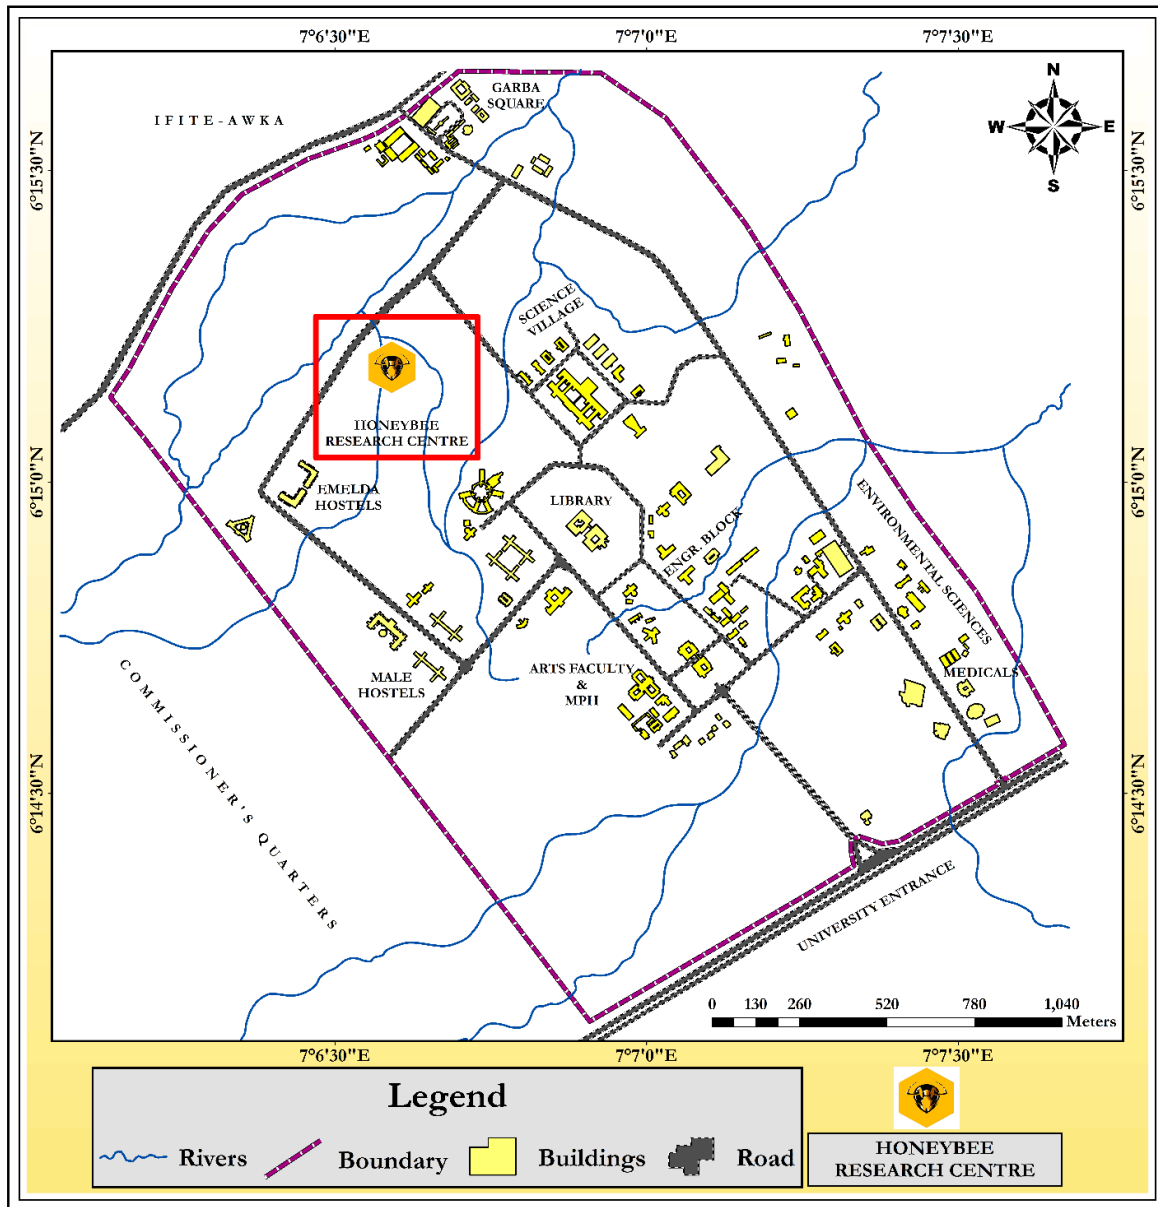 7°6'30"E
7°7'0"E
7°7'30"E
GARBA
SQUARE
IFITE-AWKA
N
W
E
S
6°15'30"N
6°15'30"N
SCIENCE
VILLAGE
HONEYBEE
RESEARCH CENTRE
6°15'0"N
6°15'0"N
EMELDA
HOSTELS
LIBRARY
ENGR. BLOCK
ENVIRONMENTAL SCIENCES
MALE
HOSTELS
ARTS FACULTY
&
MPH
MEDICALS
COMMISSIONER'S QUARTERS
6°14'30"N
6°14'30"N
UNIVERSITY ENTRANCE
0 130 260 520 780 1,040
Meters
7°6'30"E
7°7'0"E
7°7'30"E
Legend
Rivers
Boundary
Buildings
Road
HONEYBEE
RESEARCH CENTRE